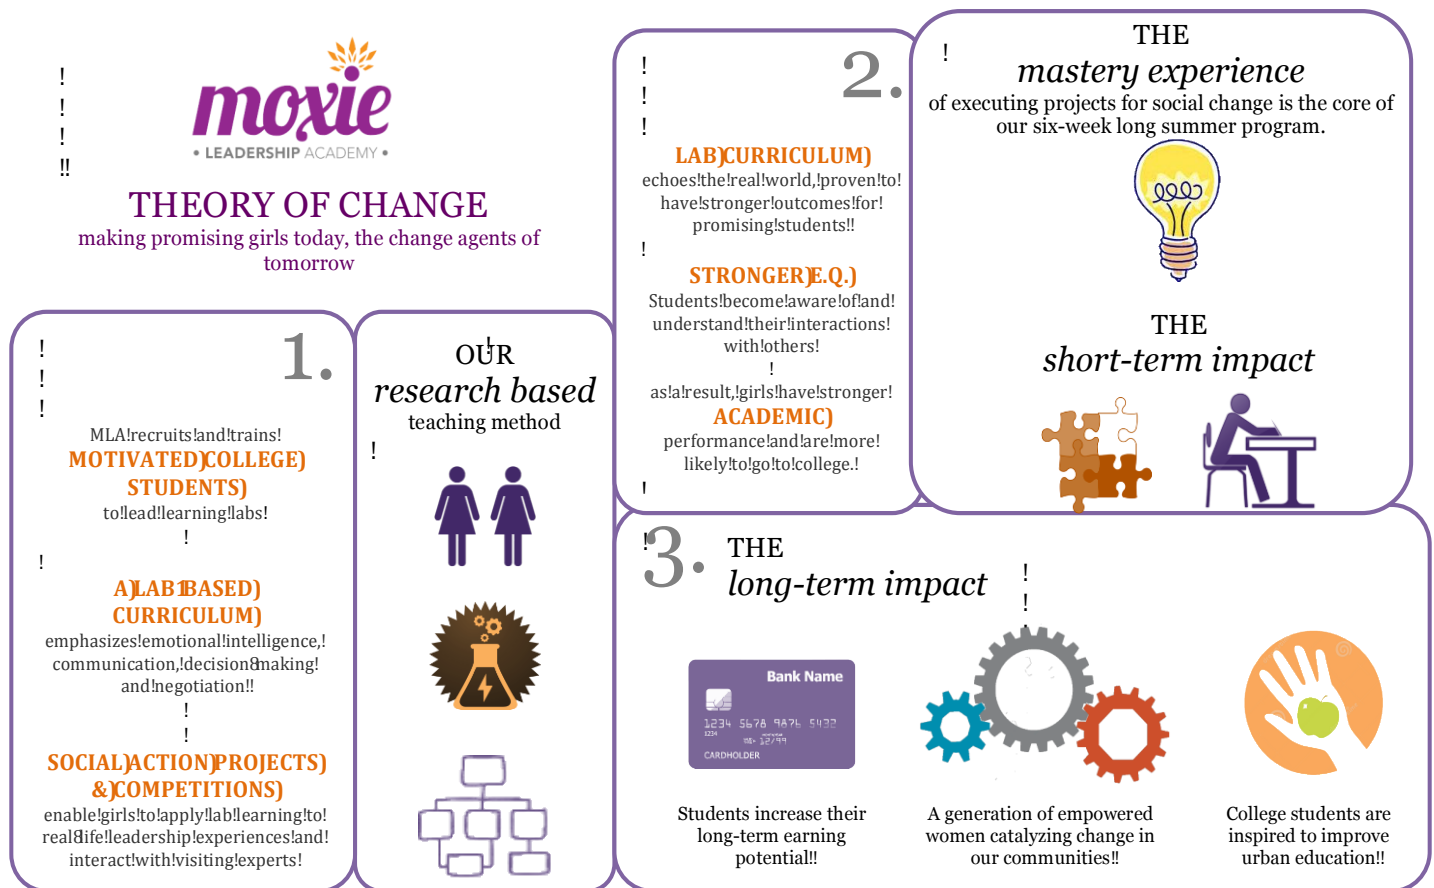 !
!
!
!!
moxie
• LEADERSHIP ACADEMY •
THEORY OF CHANGE
making promising girls today, the change agents of
tomorrow
!
!
!
1.
MLA!recruits!and!trains!
MOTIVATED)COLLEGE)
STUDENTS)
to!lead!learning!labs!
!
!
A)LAB1BASED)
CURRICULUM)
emphasizes!emotional!intelligence,!
communication,!decision8making!
and!negotiation!!
!
!
SOCIAL)ACTION)PROJECTS)
&)COMPETITIONS)
enable!girls!to!apply!lab!learning!to!
real8life!leadership!experiences!and!
interact!with!visiting!experts!
!
OUR
research based
teaching method
!
!
!
!
2.
LAB)CURRICULUM)
echoes!the!real!world,!proven!to!
have!stronger!outcomes!for!
promising!students!!
!
STRONGER)E.Q.)
Students!become!aware!of!and!
understand!their!interactions!
with!others!
!
as!a!result,!girls!have!stronger!
ACADEMIC)
performance!and!are!more!
likely!to!go!to!college.!
!
!
THE
mastery experience
of executing projects for social change is the core of
our six-week long summer program.
THE
short-term impact
!
3.
THE
long-term impact
!
!
Bank Name
1234 5678 9876 5432
1234
12/99
CARDHOLDER
Students increase their
long-term earning
potential!!
A generation of empowered
women catalyzing change in
our communities!!
College students are
inspired to improve
urban education!!